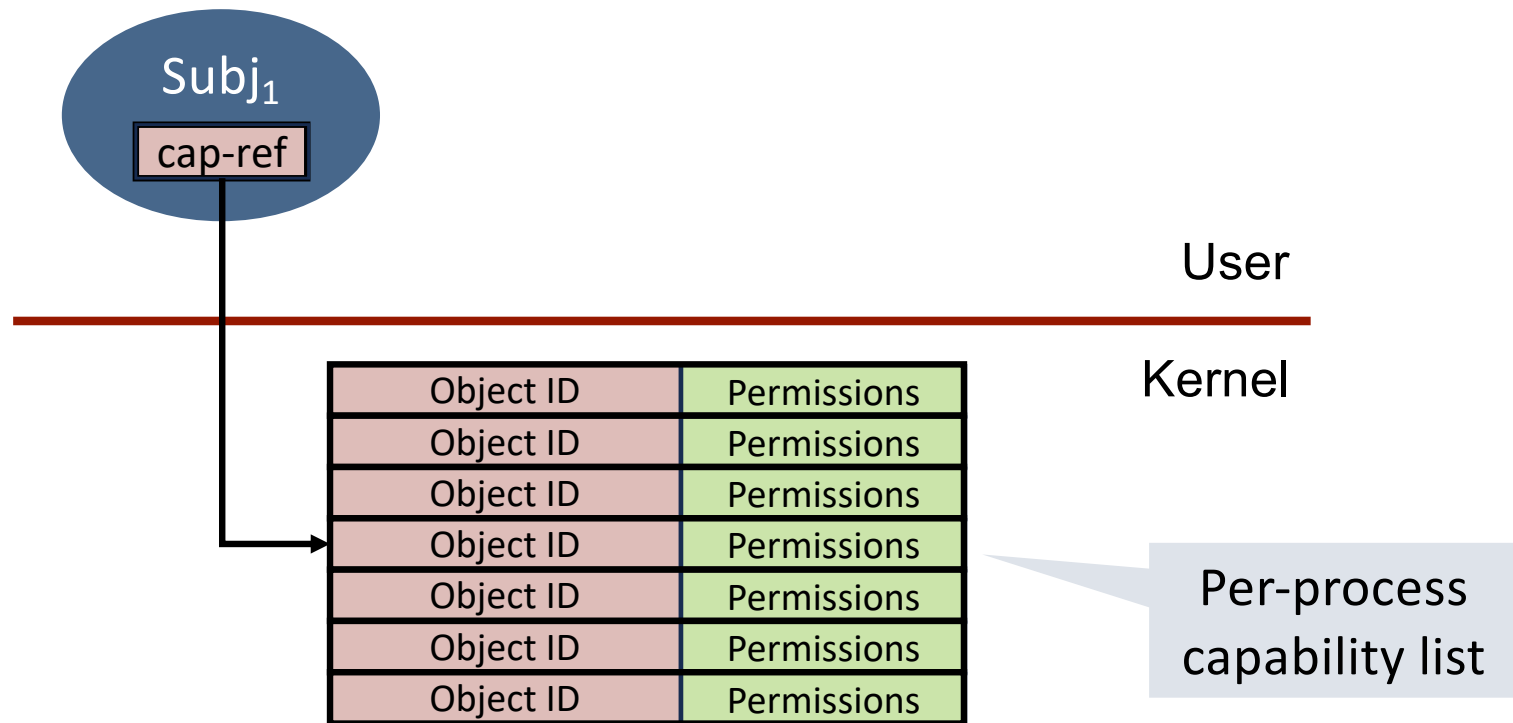 Subj₁
cap-ref
User
Kernel
Object ID Permissions
Object ID Permissions
Object ID Permissions
Object ID Permissions
Object ID Permissions
Object ID Permissions
Object ID Permissions
Per-process
capability list